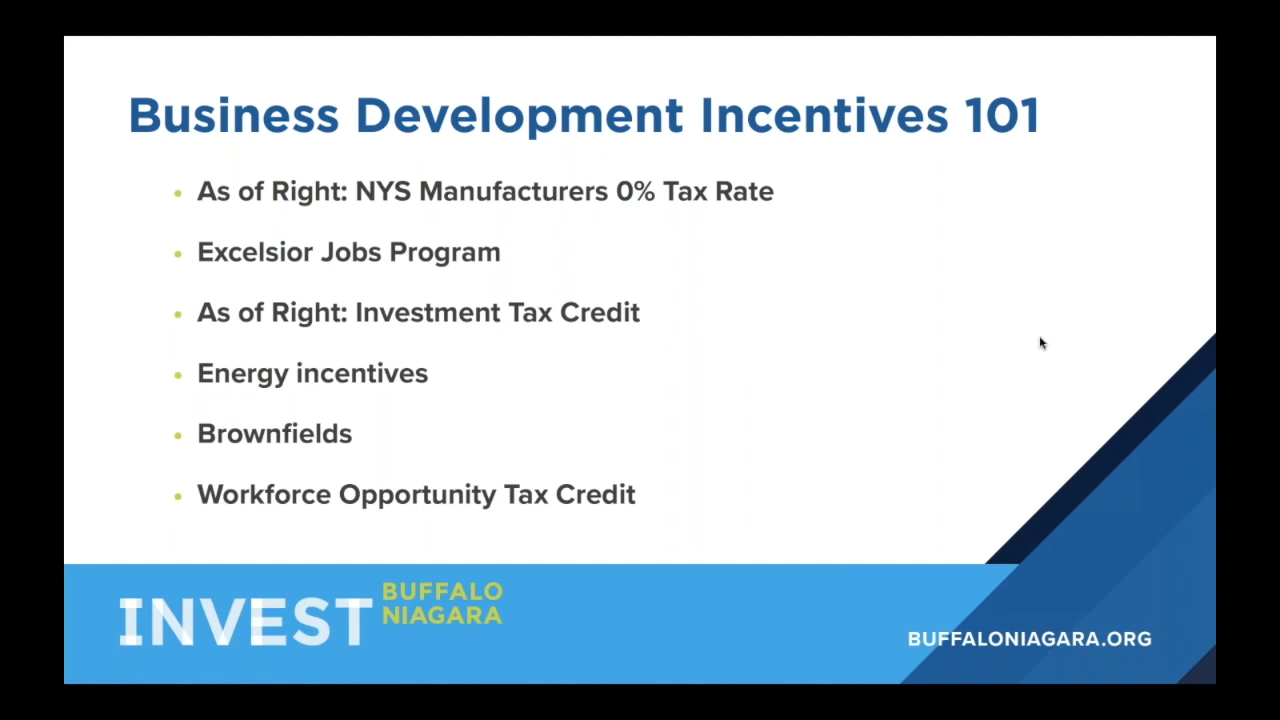 Business Development Incentives 101
As of Right: NYS Manufacturers 0% Tax Rate
Excelsior Jobs Program
As of Right: Investment Tax Credit
Energy incentives
Brownfields
Workforce Opportunity Tax Credit
INVEST
BUFFALO
NIAGARA
BUFFALONIAGARA.ORG